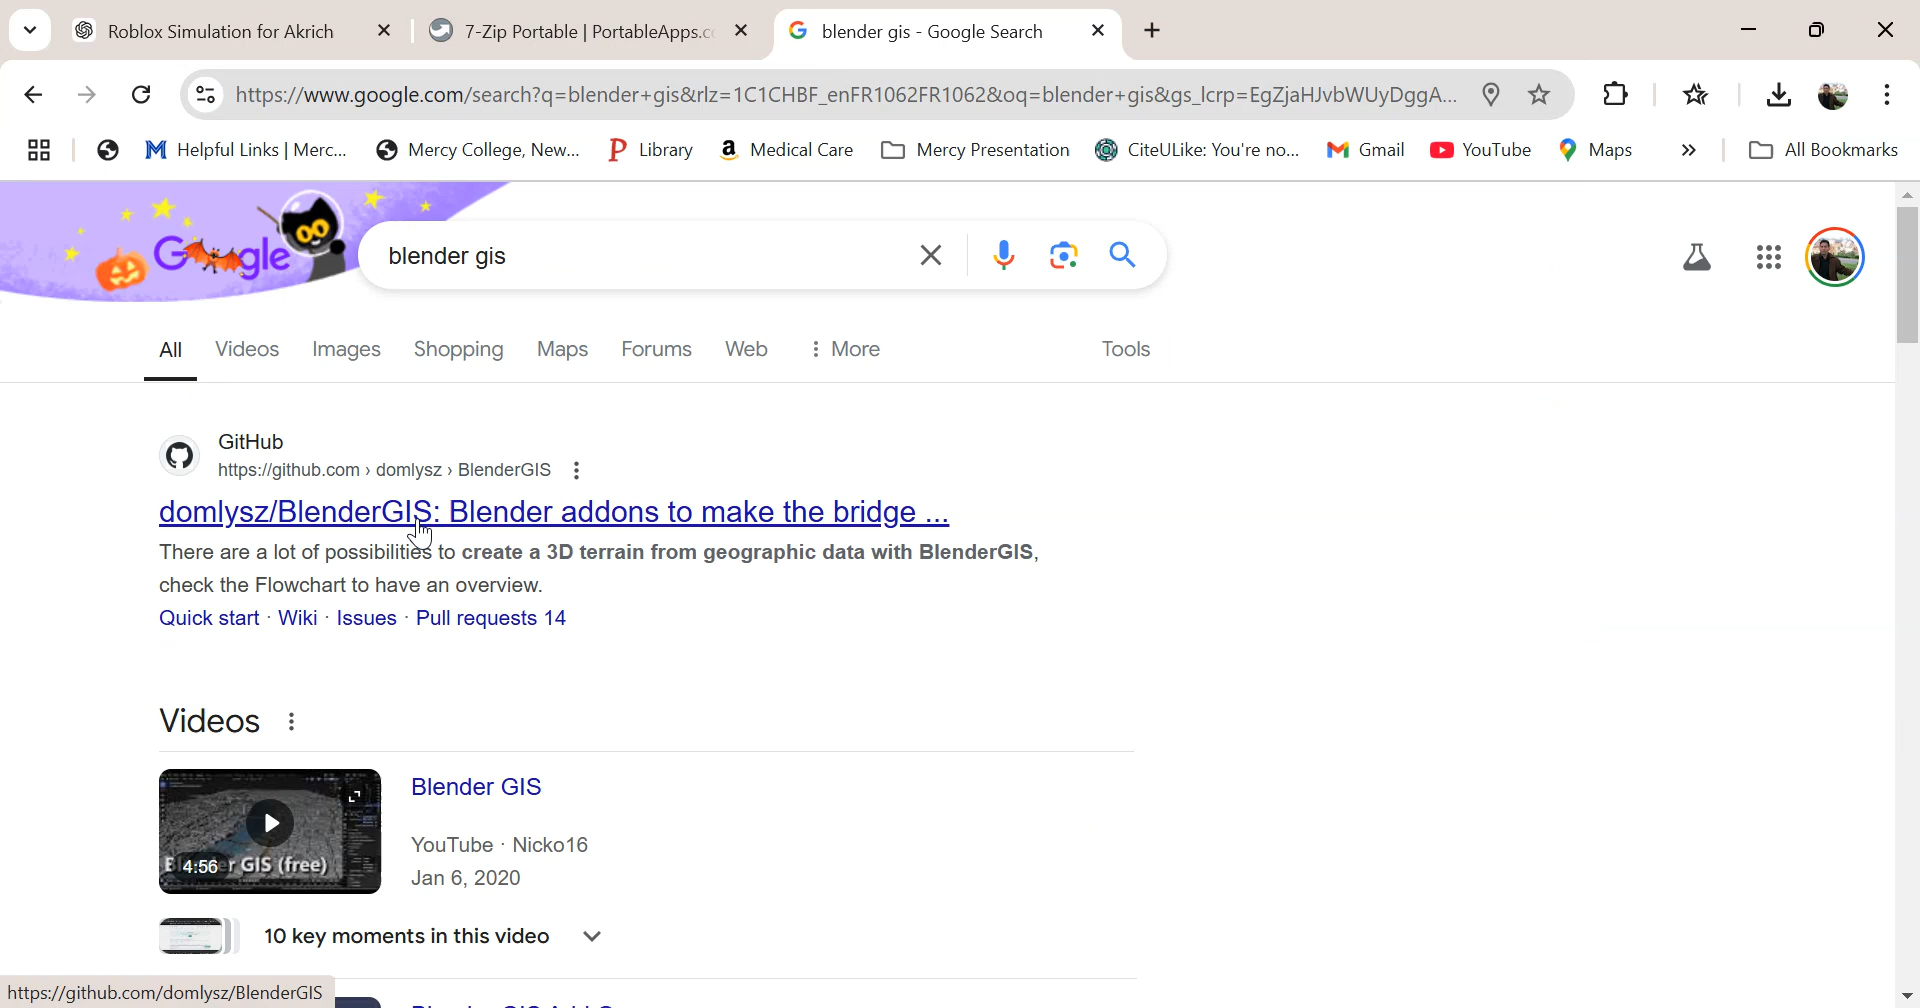 Roblox Simulation for Akrich
7-Zip Portable | PortableApps.c
blender gis - Google Search
https://www.google.com/search?q=blender+gis&rlz=1C1CHBF_enFR1062FR1062&oq=blender+gis&gs_lcrp=EgZjaHJvbWUyDggA...
Helpful Links | Merc...
Mercy College, New...
Library
Medical Care
Mercy Presentation
CiteULike: You're no...
Gmail
YouTube
Maps
All Bookmarks
Google
blender gis
All Videos Images Shopping Maps Forums Web More Tools
GitHub
https://github.com › domlysz › BlenderGIS
domlysz/BlenderGIS: Blender addons to make the bridge ...
There are a lot of possibilities to create a 3D terrain from geographic data with BlenderGIS,
check the Flowchart to have an overview.
Quick start · Wiki · Issues · Pull requests 14
Videos
Blender GIS
YouTube · Nicko16
Jan 6, 2020
4:56
r GIS (free)
10 key moments in this video
https://github.com/domlysz/BlenderGIS